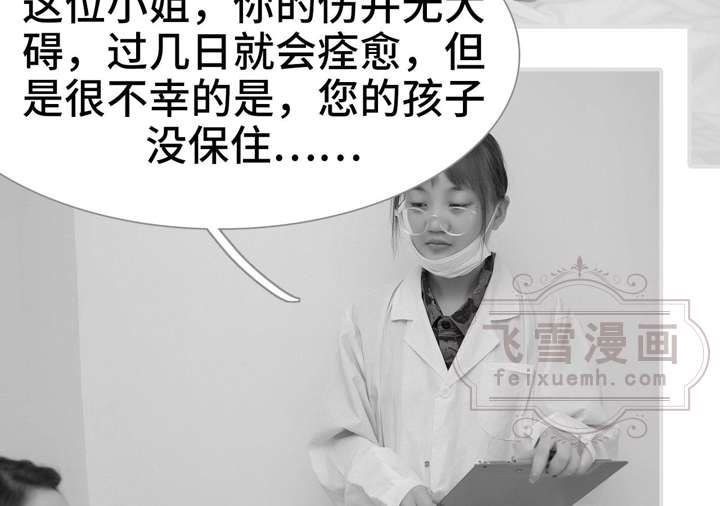 这位小姐，你的伤并无大
碍，过几日就会痊愈，但
是很不幸的是，您的孩子
没保住……
飞雪漫画
feixuemh.com